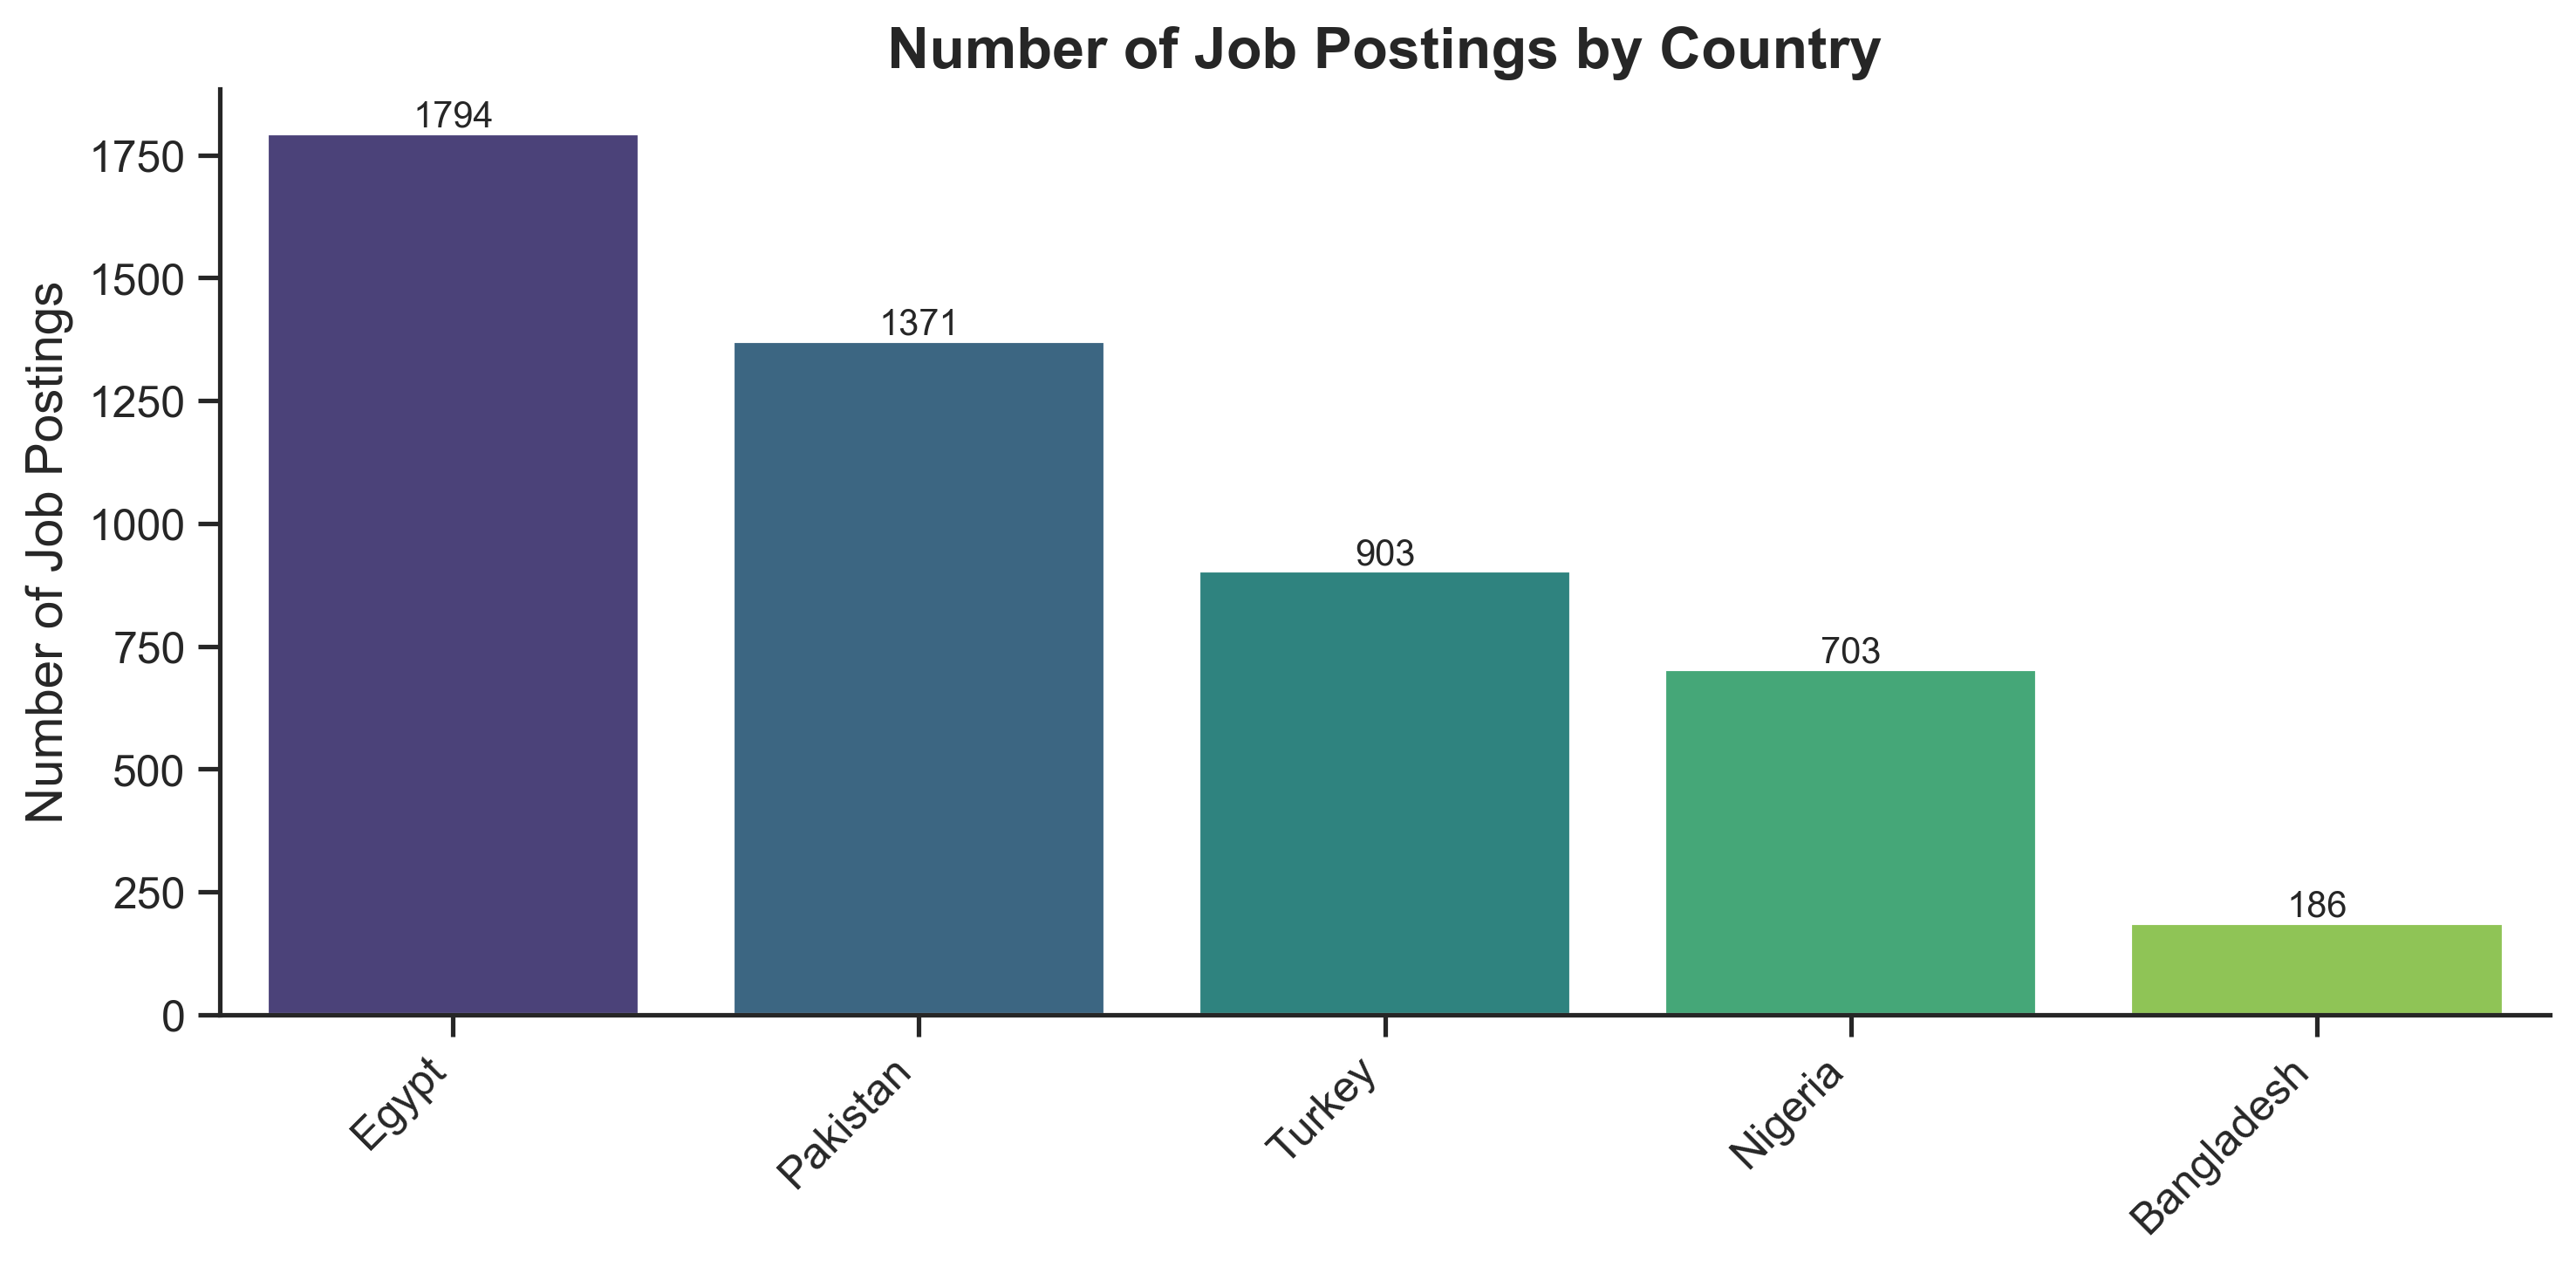 Number of Job Postings by Country
Number of Job Postings
1750
1500
1250
1000
750
500
250
0
1794
1371
903
703
186
Egypt
Pakistan
Turkey
Nigeria
Bangladesh